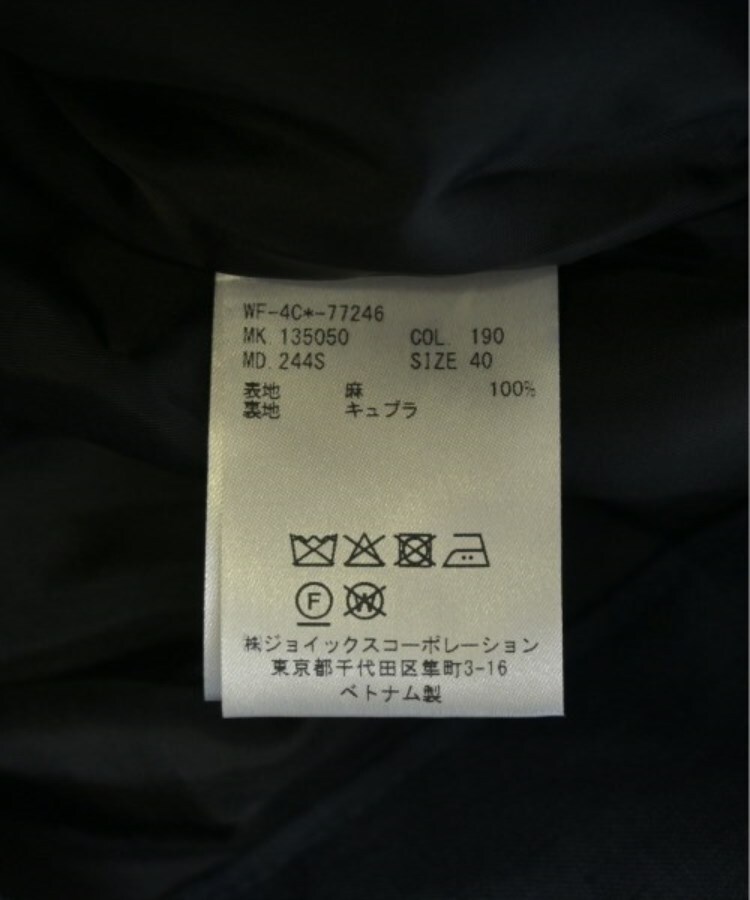 WF-4C*-77246
MK. 135050 COL. 190
MD. 244S SIZE 40
表地 麻 100%
裏地 キュプラ
F
W
㈱ジョイックスコーポレーション
東京都千代田区隼町3-16
ベトナム製